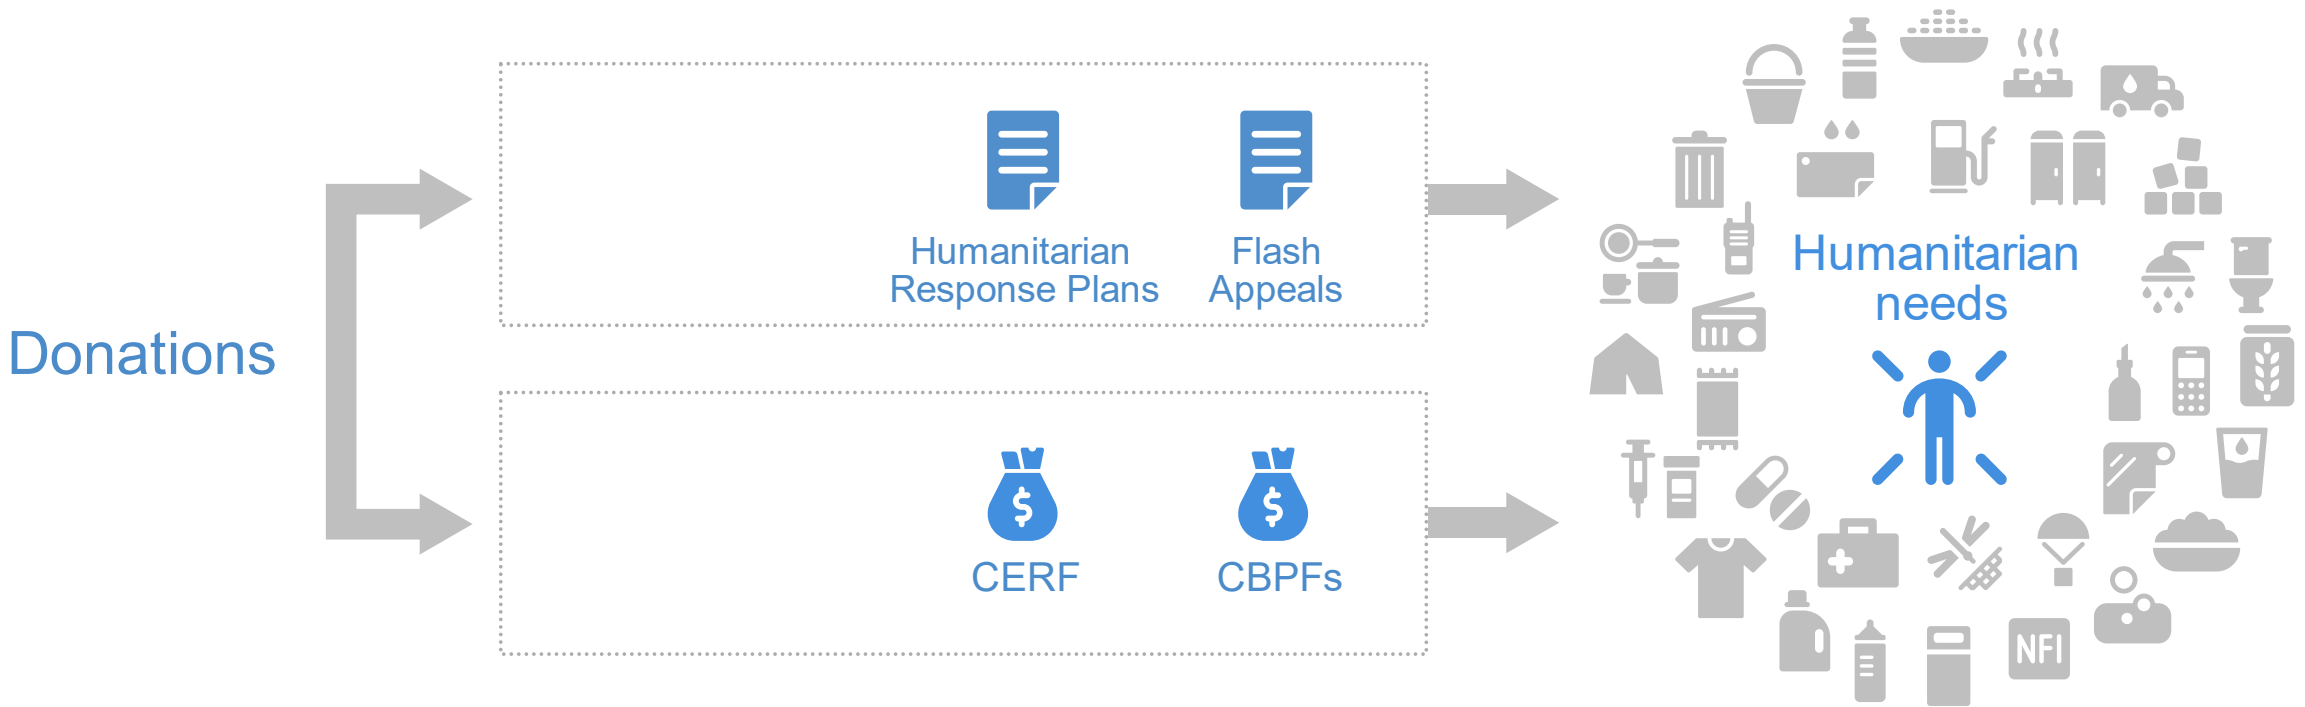 Donations
Humanitarian
Response Plans
Flash
Appeals
$
CERF
$
CBPFs
Humanitarian
needs
NFI